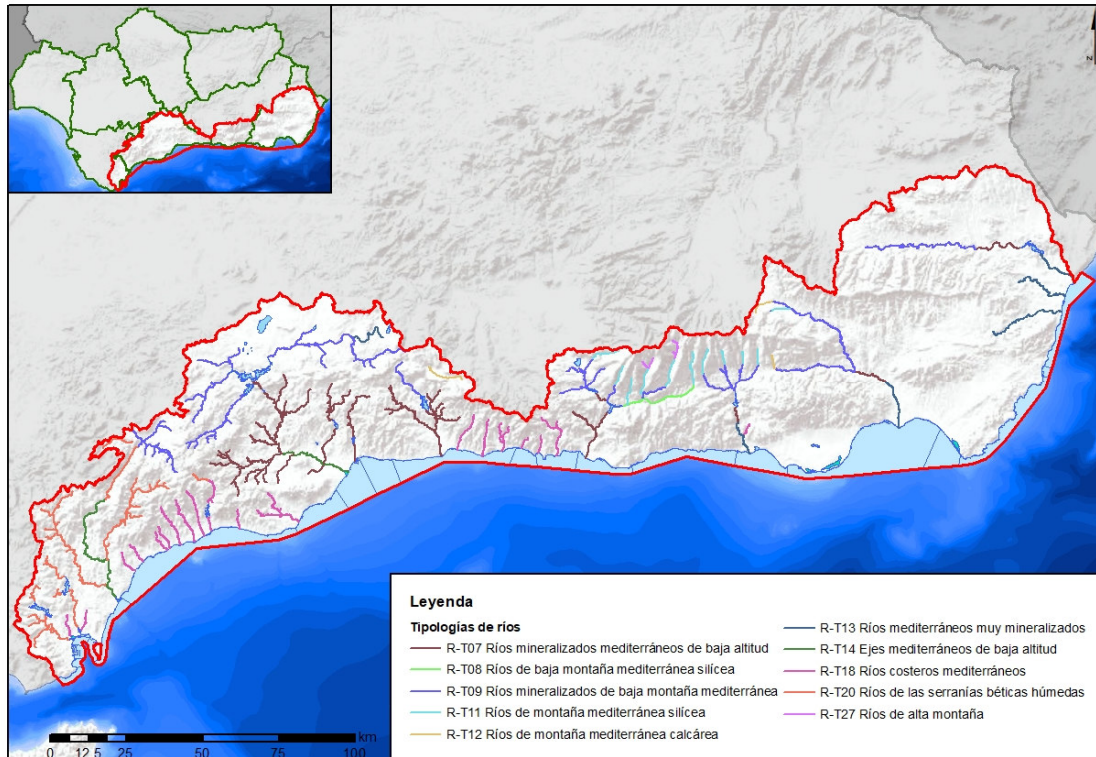 N
Leyenda
Tipologías de ríos
R-T07 Ríos mineralizados mediterráneos de baja altitud
R-T08 Ríos de baja montaña mediterránea silícea
R-T09 Ríos mineralizados de baja montaña mediterránea
R-T11 Ríos de montaña mediterránea silícea
R-T12 Ríos de montaña mediterránea calcárea
R-T13 Ríos mediterráneos muy mineralizados
R-T14 Ejes mediterráneos de baja altitud
R-T18 Ríos costeros mediterráneos
R-T20 Ríos de las serranías béticas húmedas
R-T27 Ríos de alta montaña
km
0 12,5 25 50 75 100